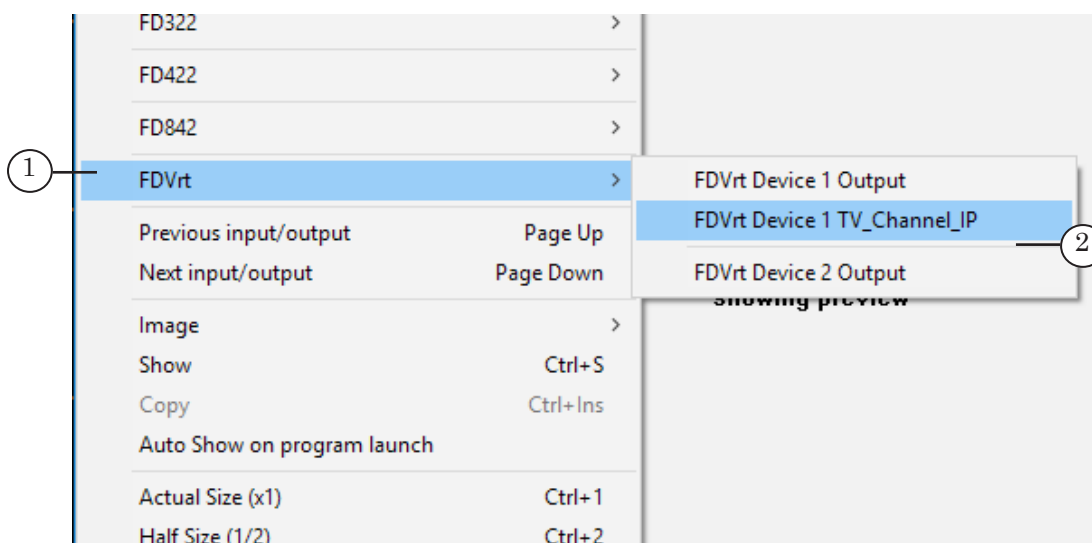 FD322 >
FD422 >
FD842 >
1
FDVrt >
FDVrt Device 1 Output
FDVrt Device 1 TV_Channel_IP
2
FDVrt Device 2 Output
showing preview
Previous input/output Page Up
Next input/output Page Down
Image >
Show Ctrl+S
Copy Ctrl+Ins
Auto Show on program launch
Actual Size (x1) Ctrl+1
Half Size (1/2) Ctrl+2